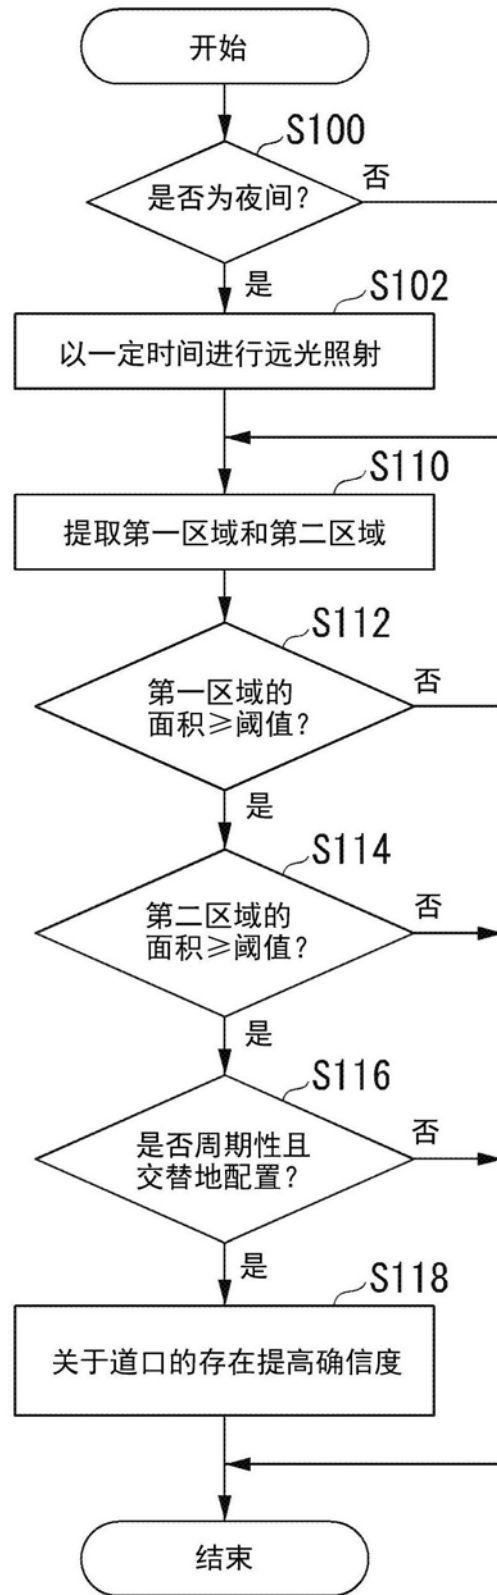 开始
S100
是否为夜间？
否
是
S102
以一定时间进行远光照射
S110
提取第一区域和第二区域
S112
第一区域的
面积≥阈值？
否
是
S114
第二区域的
面积≥阈值？
否
是
S116
是否周期性且
交替地配置？
否
是
S118
关于道口的存在提高确信度
结束